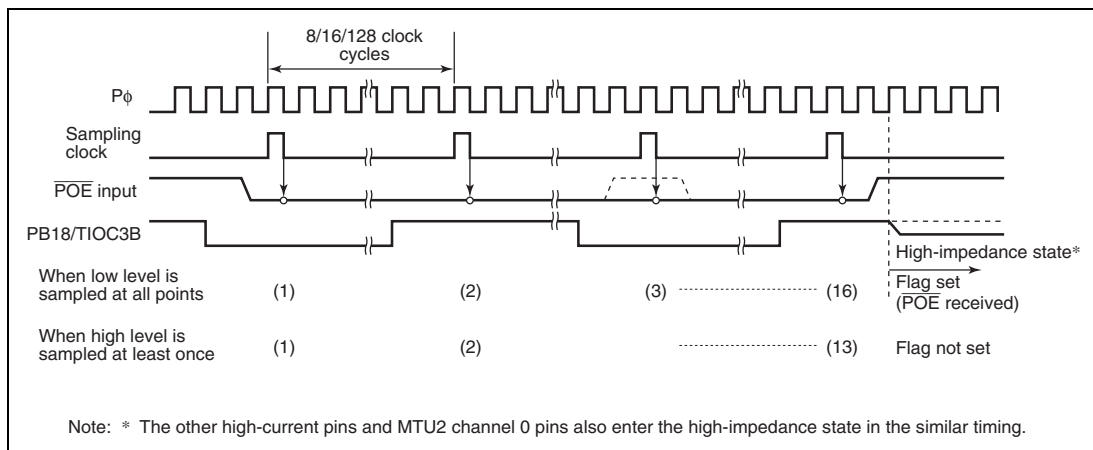 8/16/128 clock
cycles
Pϕ
Sampling
clock
POE input
PB18/TIOC3B
High-impedance state*
When low level is
sampled at all points
(1)
(2)
(3)
(16)
Flag set
(POE received)
When high level is
sampled at least once
(1)
(2)
(13)
Flag not set
Note: * The other high-current pins and MTU2 channel 0 pins also enter the high-impedance state in the similar timing.